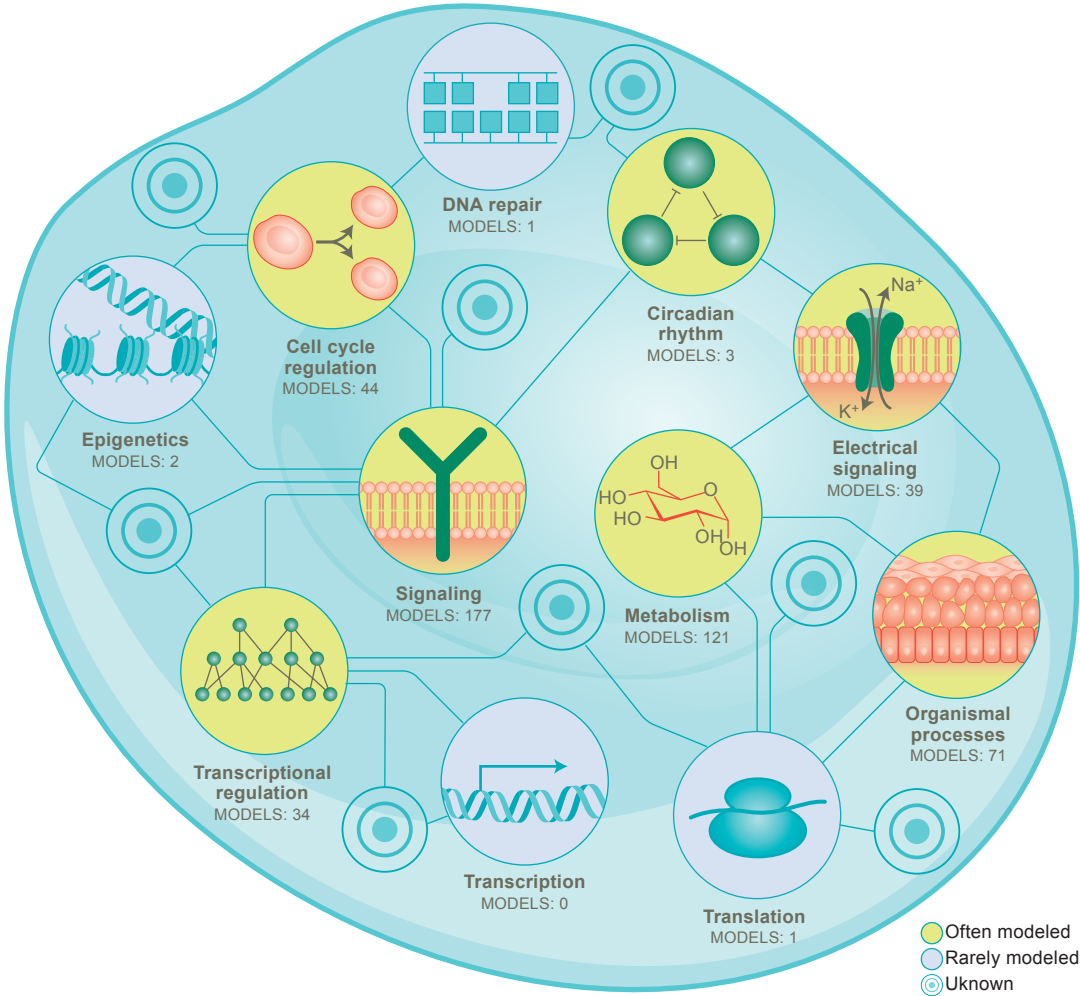 DNA repair
MODELS: 1
Cell cycle
regulation
MODELS: 44
Circadian
rhythm
MODELS: 3
Na+
K+
Electrical
signaling
MODELS: 39
Epigenetics
MODELS: 2
Signaling
MODELS: 177
OH
HO
O
HO
OH
OH
Metabolism
MODELS: 121
Organismal
processes
MODELS: 71
Transcriptional
regulation
MODELS: 34
Transcription
MODELS: 0
Translation
MODELS: 1
Often modeled
Rarely modeled
Uknown